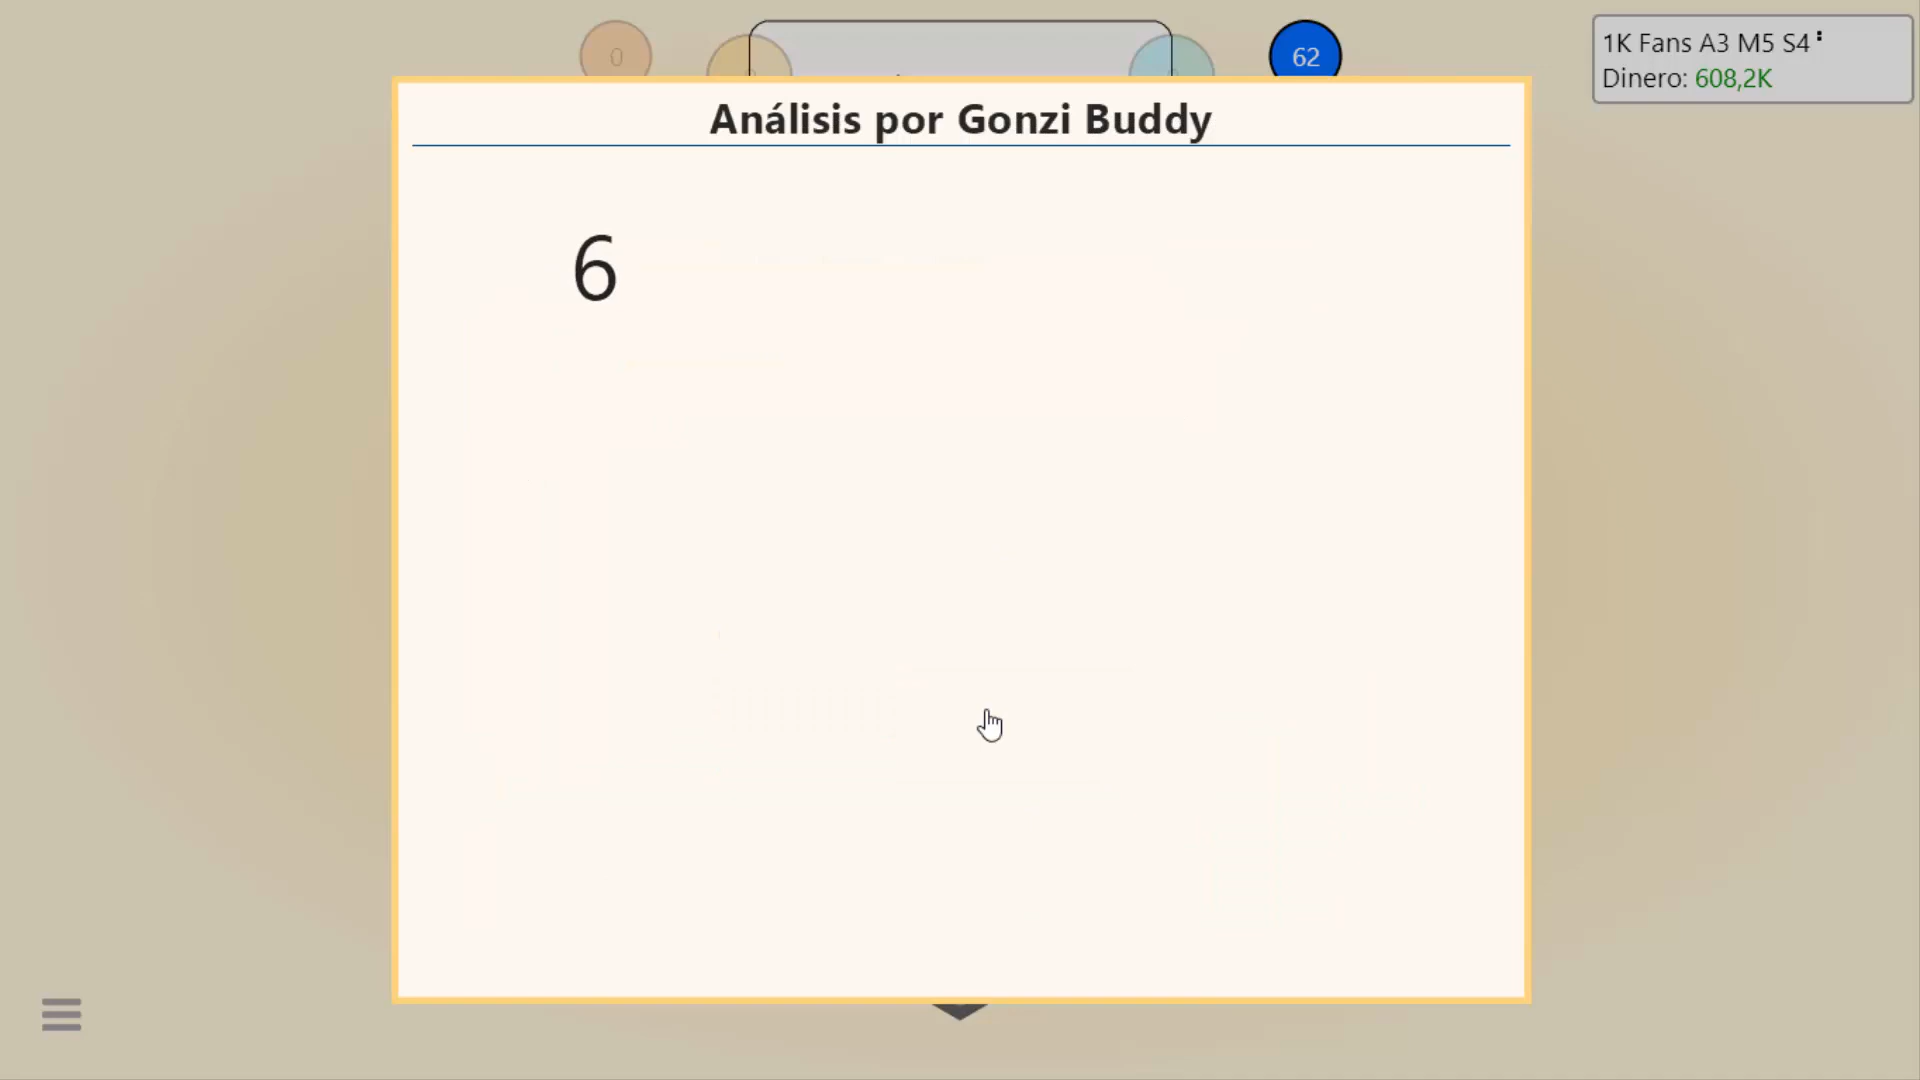 0
62
1K Fans A3 M5 S4
Dinero: 608,2K
Análisis por Gonzi Buddy
6